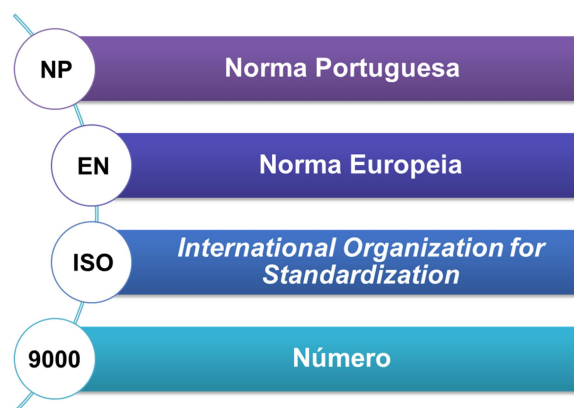 NP
Norma Portuguesa
EN
Norma Europeia
ISO
International Organization for
Standardization
9000
Número